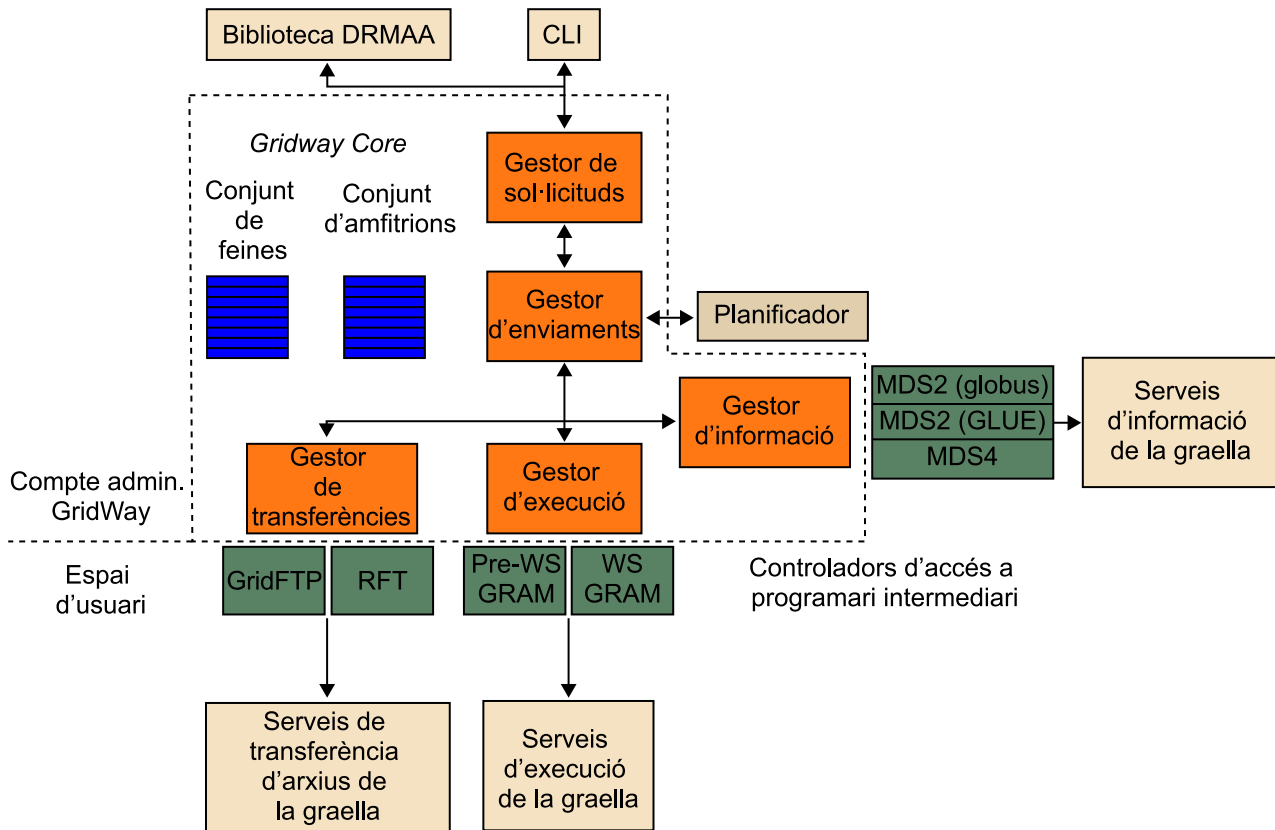 Biblioteca DRMAA
CLI
Gridway Core
Gestor de
sol·licituds
Conjunt
de
feines
Conjunt
d’amfitrions
Gestor
d’enviaments
Planificador
Gestor
d’informació
MDS2 (globus)
MDS2 (GLUE)
MDS4
Serveis
d’informació
de la graella
Gestor
de
transferències
Gestor
d’execució
Compte admin.
GridWay
Espai
d’usuari
GridFTP
RFT
Pre-WS
GRAM
WS
GRAM
Controladors d’accés a
programari intermediari
Serveis de
transferència
d’arxius de
la graella
Serveis
d’execució
de la graella